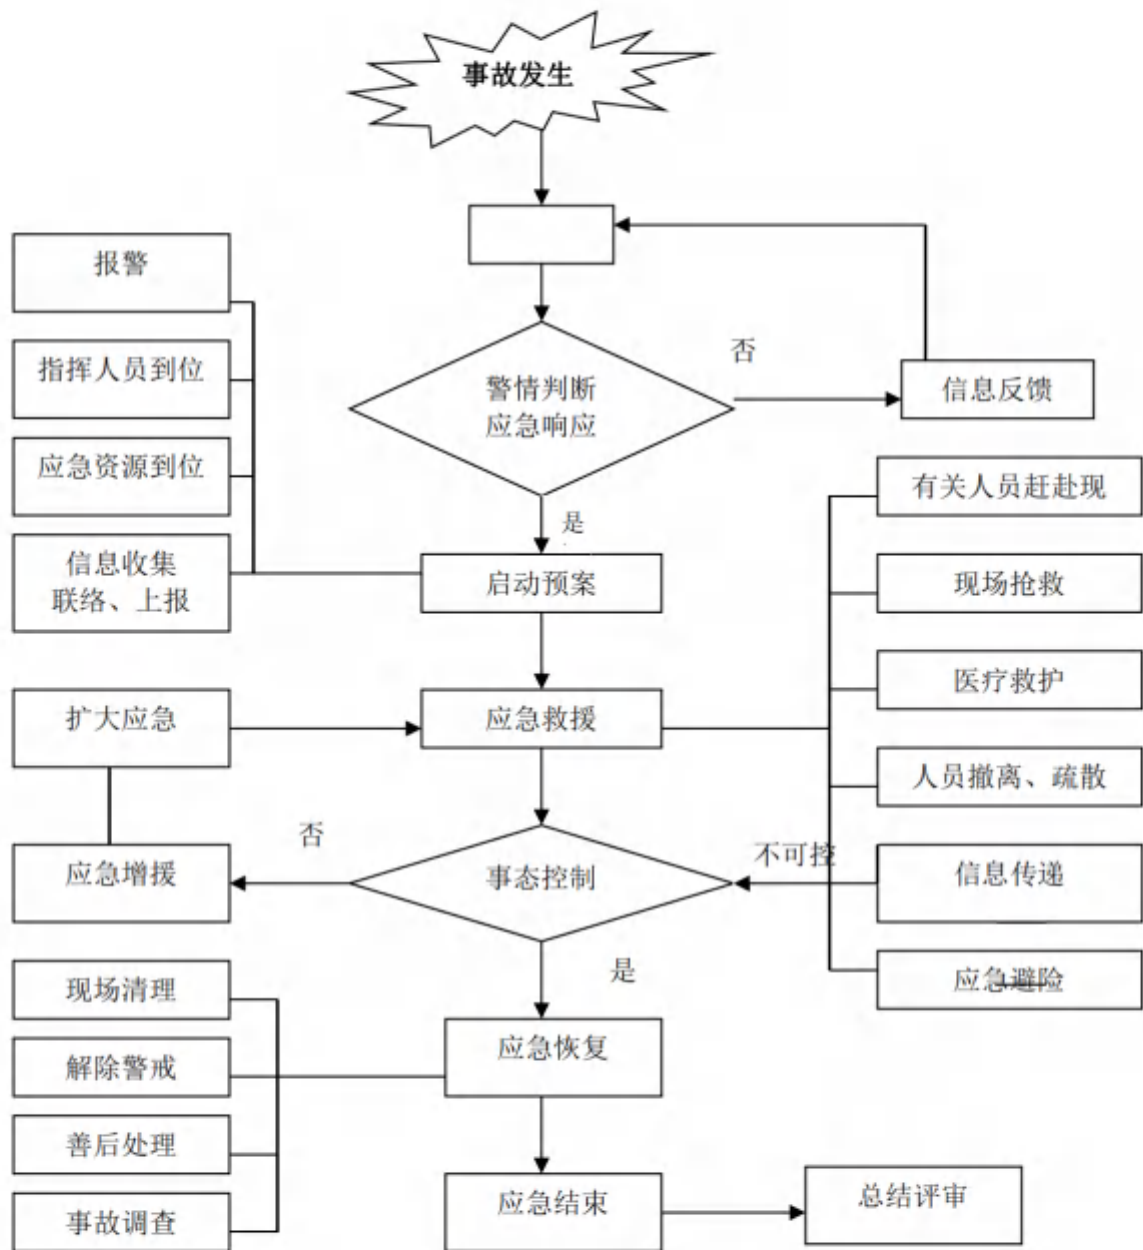 事故发生
报警
指挥人员到位
应急资源到位
信息收集
联络、上报
警情判断
应急响应
否
信息反馈
是
启动预案
有关人员赶赴现
现场抢救
医疗救护
人员撤离、疏散
信息传递
应急避险
扩大应急
应急救援
否
应急增援
事态控制
不可控
是
现场清理
解除警戒
善后处理
事故调查
应急恢复
应急结束
总结评审